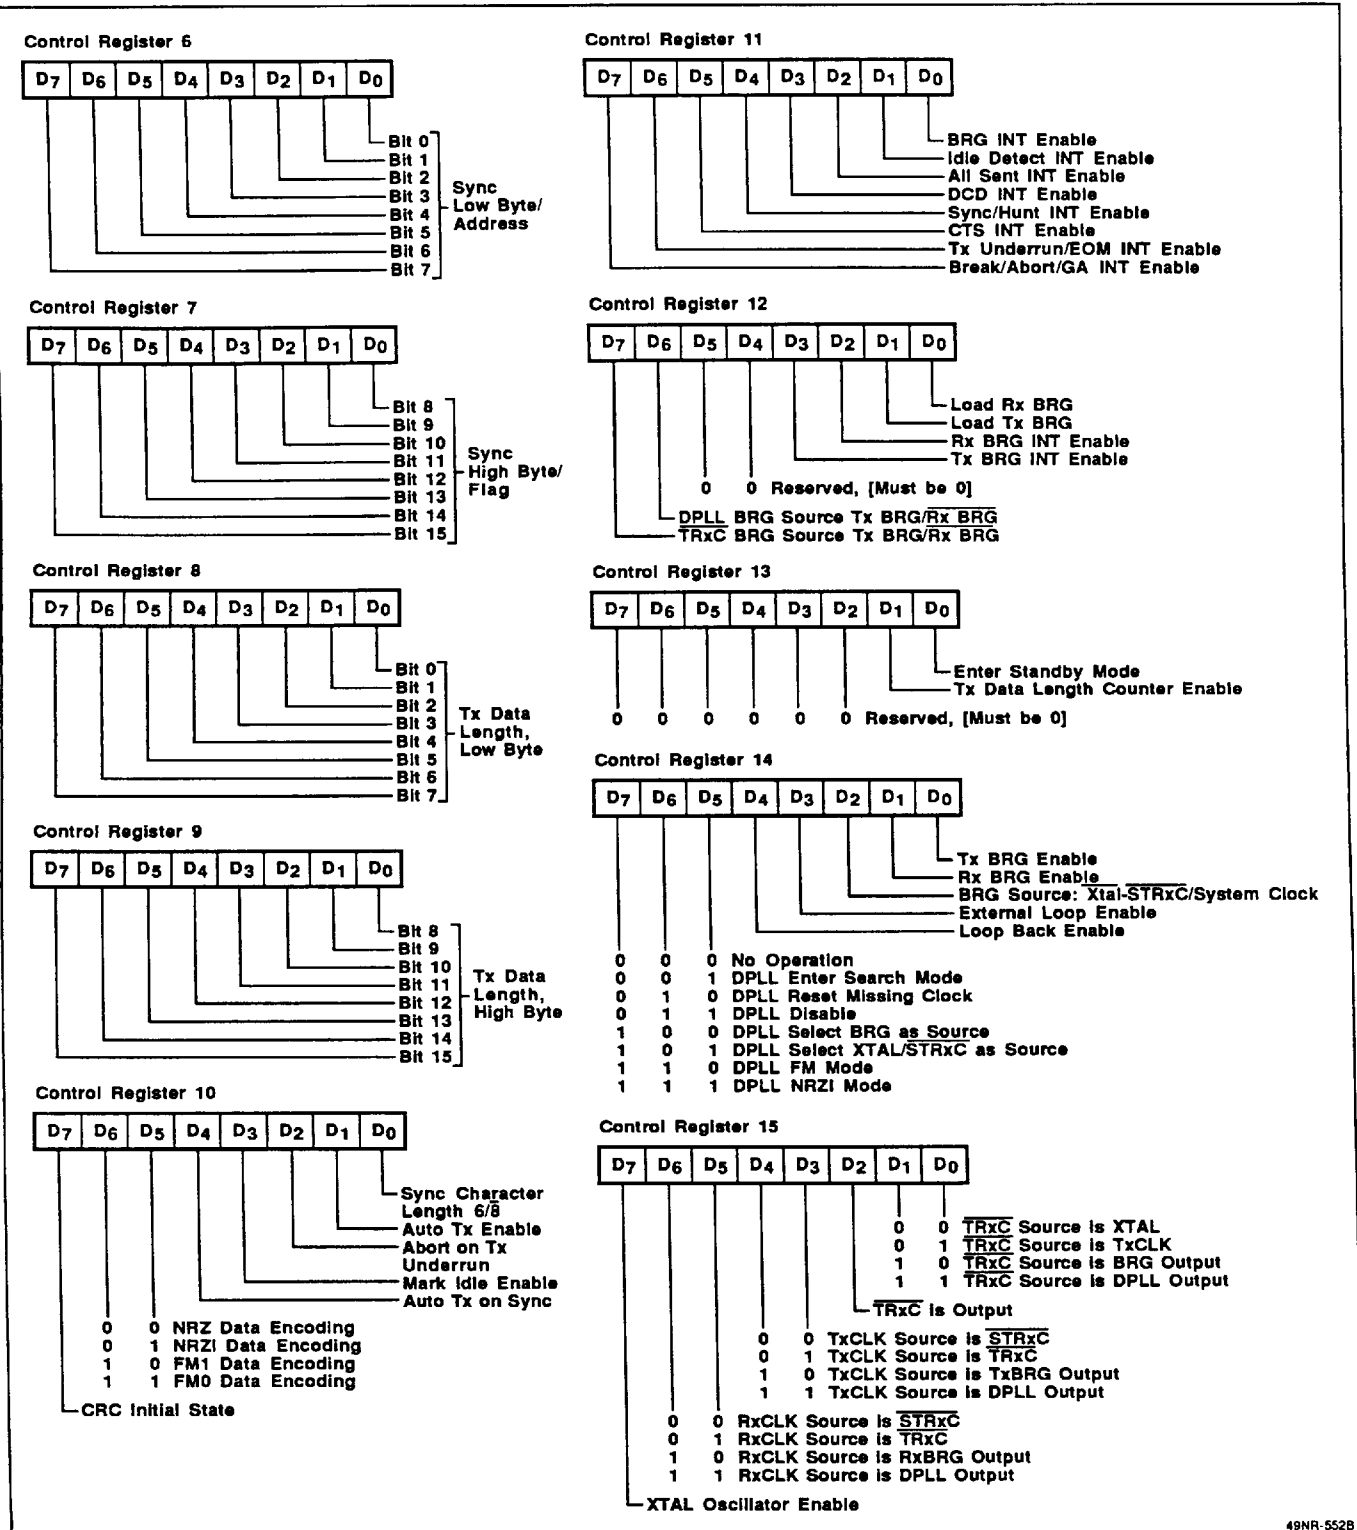 Control Register 6
D7 D6 D5 D4 D3 D2 D1 D0
Bit 0
Bit 1
Bit 2
Bit 3
Bit 4
Bit 5
Bit 6
Bit 7
Sync
Low Byte/
Address
Control Register 7
D7 D6 D5 D4 D3 D2 D1 D0
Bit 8
Bit 9
Bit 10
Bit 11
Bit 12
Bit 13
Bit 14
Bit 15
Sync
High Byte/
Flag
Control Register 8
D7 D6 D5 D4 D3 D2 D1 D0
Bit 0
Bit 1
Bit 2
Bit 3
Bit 4
Bit 5
Bit 6
Bit 7
Tx Data
Length,
Low Byte
Control Register 9
D7 D6 D5 D4 D3 D2 D1 D0
Bit 8
Bit 9
Bit 10
Bit 11
Bit 12
Bit 13
Bit 14
Bit 15
Tx Data
Length,
High Byte
Control Register 10
D7 D6 D5 D4 D3 D2 D1 D0
Sync Character
Length 6/8̅
Auto Tx Enable
Abort on Tx
Underrun
Mark Idle Enable
Auto Tx on Sync
0 0 NRZ Data Encoding
0 1 NRZI Data Encoding
1 0 FM1 Data Encoding
1 1 FM0 Data Encoding
CRC Initial State
Control Register 11
D7 D6 D5 D4 D3 D2 D1 D0
BRG INT Enable
Idle Detect INT Enable
All Sent INT Enable
DCD INT Enable
Sync/Hunt INT Enable
CTS INT Enable
Tx Underrun/EOM INT Enable
Break/Abort/GA INT Enable
Control Register 12
D7 D6 D5 D4 D3 D2 D1 D0
Load Rx BRG
Load Tx BRG
Rx BRG INT Enable
Tx BRG INT Enable
0 0 Reserved, [Must be 0]
DPLL BRG Source Tx BRG/Rx BRG
TRxC BRG Source Tx BRG/Rx BRG
Control Register 13
D7 D6 D5 D4 D3 D2 D1 D0
Enter Standby Mode
Tx Data Length Counter Enable
0 0 0 0 0 0 Reserved, [Must be 0]
Control Register 14
D7 D6 D5 D4 D3 D2 D1 D0
Tx BRG Enable
Rx BRG Enable
BRG Source: Xtal-STRxC/System Clock
External Loop Enable
Loop Back Enable
0 0 0 No Operation
0 0 1 DPLL Enter Search Mode
0 1 0 DPLL Reset Missing Clock
0 1 1 DPLL Disable
1 0 0 DPLL Select BRG as Source
1 0 1 DPLL Select XTAL/STRxC as Source
1 1 0 DPLL FM Mode
1 1 1 DPLL NRZI Mode
Control Register 15
D7 D6 D5 D4 D3 D2 D1 D0
0 0 TRxC Source is XTAL
0 1 TRxC Source is TxCLK
1 0 TRxC Source is BRG Output
1 1 TRxC Source is DPLL Output
TRxC is Output
0 0 TxCLK Source is STRxC
0 1 TxCLK Source is TRxC
1 0 TxCLK Source is TxBRG Output
1 1 TxCLK Source is DPLL Output
0 0 RxCLK Source is STRxC
0 1 RxCLK Source is TRxC
1 0 RxCLK Source is RxBRG Output
1 1 RxCLK Source is DPLL Output
XTAL Oscillator Enable
49NR-552B